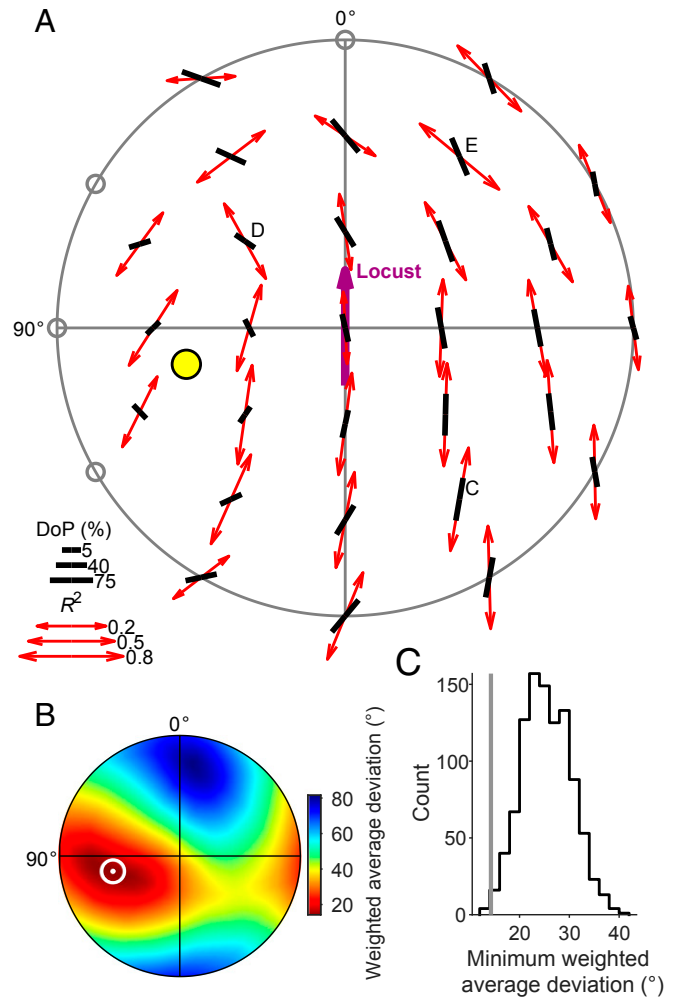 A
0°
E
D
Locust
90°
C
DoP (%)
5
40
75
R²
0.2
0.5
0.8
B
0°
90°
80
60
40
20
Weighted average deviation (°)
C
150
100
50
0
Count
20
30
40
Minimum weighted
average deviation (°)